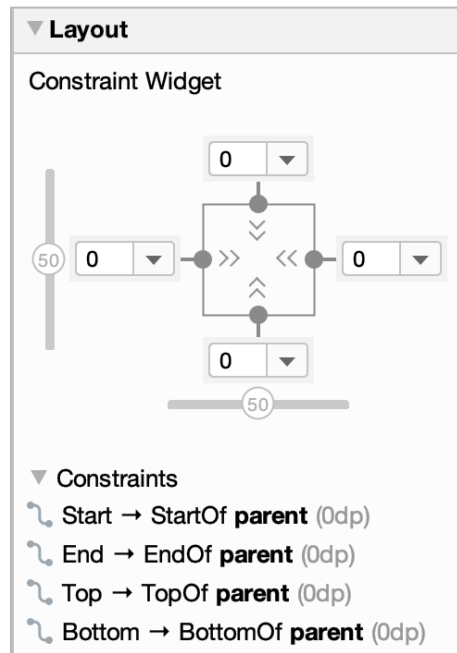 Layout
Constraint Widget
0
50
0
0
0
50
Constraints
Start → StartOf parent (0dp)
End → EndOf parent (0dp)
Top → TopOf parent (0dp)
Bottom → BottomOf parent (0dp)